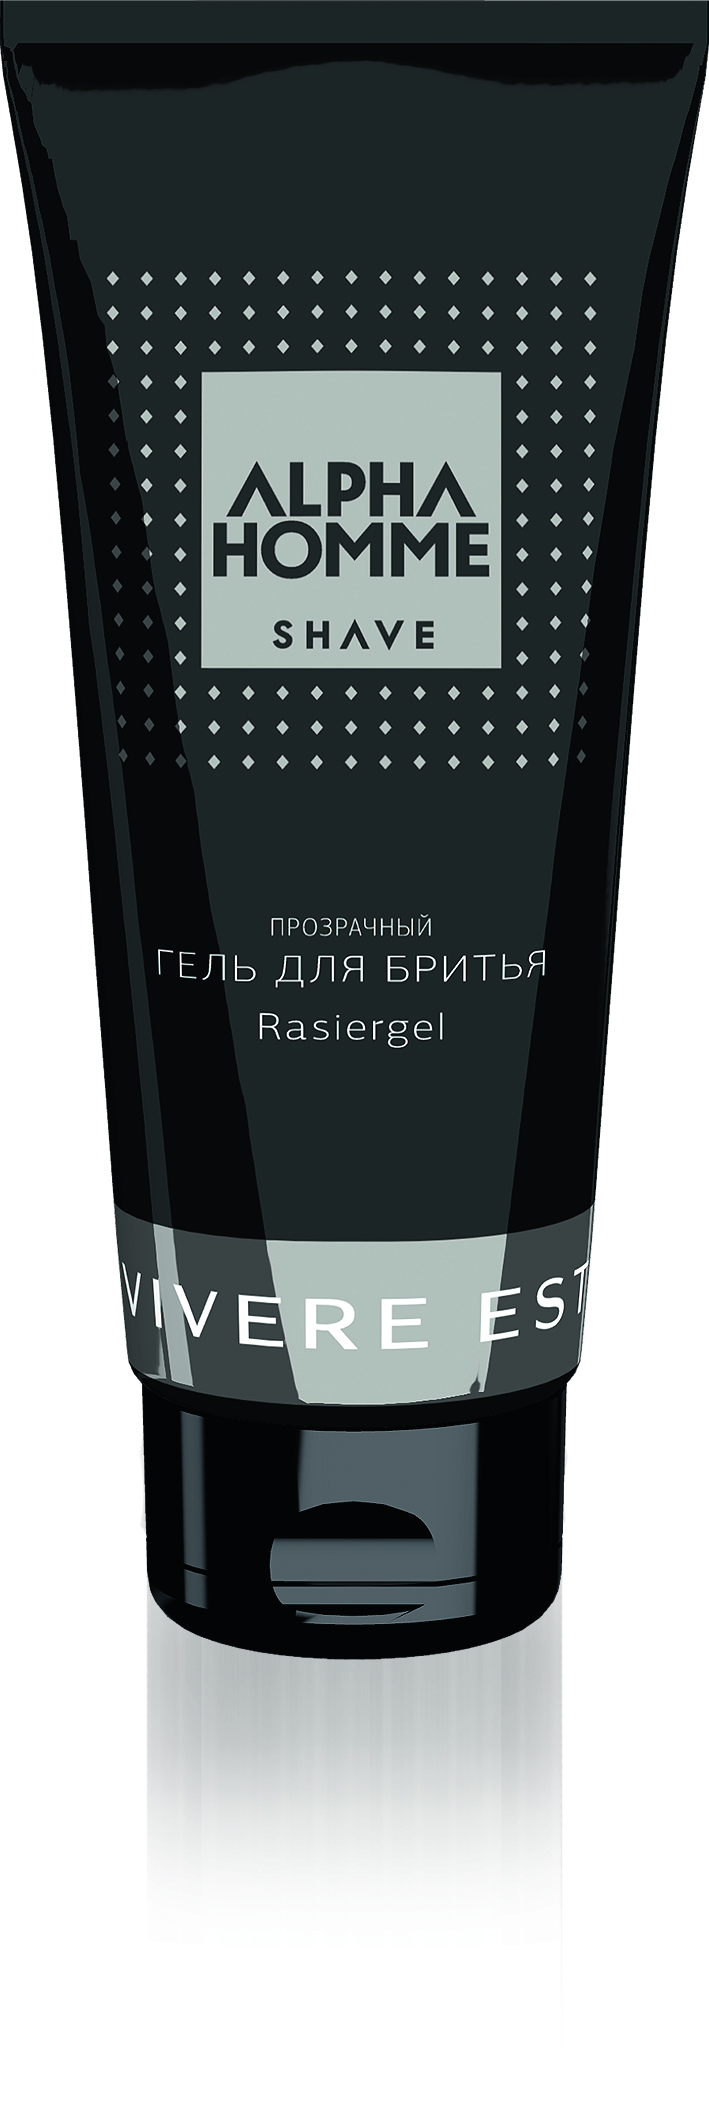 ALPHA
HOMME
SHAVE
ПРОЗРАЧНЫЙ
ГЕЛЬ ДЛЯ БРИТЬЯ
Rasiergel
VIVERE EST